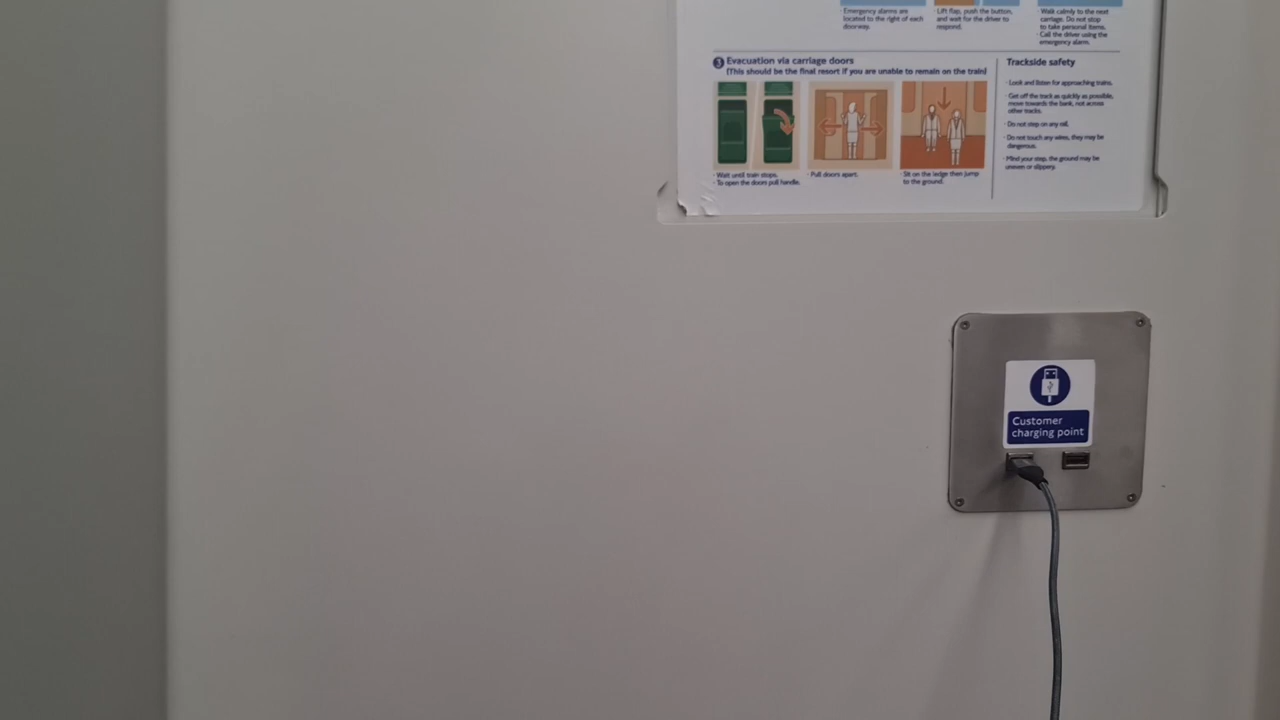 · Emergency alarms are
located to the right of each
doorway.
· Lift flap, push the button,
and wait for the driver to
respond.
· Walk calmly to the next
carriage. Do not stop
to take personal items.
· Call the driver using the
emergency alarm.
3 Evacuation via carriage doors
(This should be the final resort if you are unable to remain on the train)
· Wait until train stops.
· To open the doors pull handle.
· Pull doors apart.
· Sit on the ledge then jump
to the ground.
Trackside safety
· Look and listen for approaching trains.
· Get off the track as quickly as possible,
move towards the bank, not across
other tracks.
· Do not step on any rail.
· Do not touch any wires, they may be
dangerous.
· Mind your step, the ground may be
uneven or slippery.
Customer
charging point